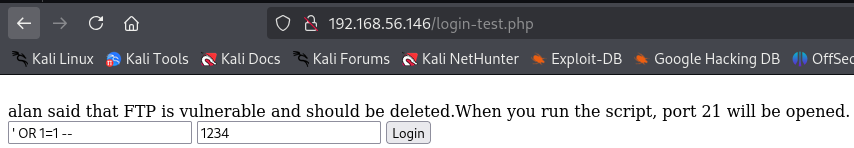 192.168.56.146/login-test.php
Kali Linux Kali Tools Kali Docs Kali Forums Kali NetHunter Exploit-DB Google Hacking DB OffSec
alan said that FTP is vulnerable and should be deleted.When you run the script, port 21 will be opened.
' OR 1=1 -- 1234 Login